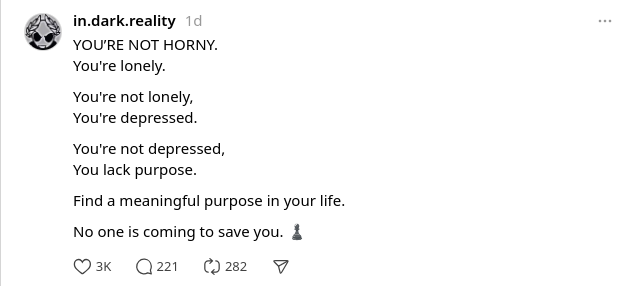 in.dark.reality 1d
YOU’RE NOT HORNY.
You're lonely.
You're not lonely,
You're depressed.
You're not depressed,
You lack purpose.
Find a meaningful purpose in your life.
No one is coming to save you. ♟️
3K 221 282